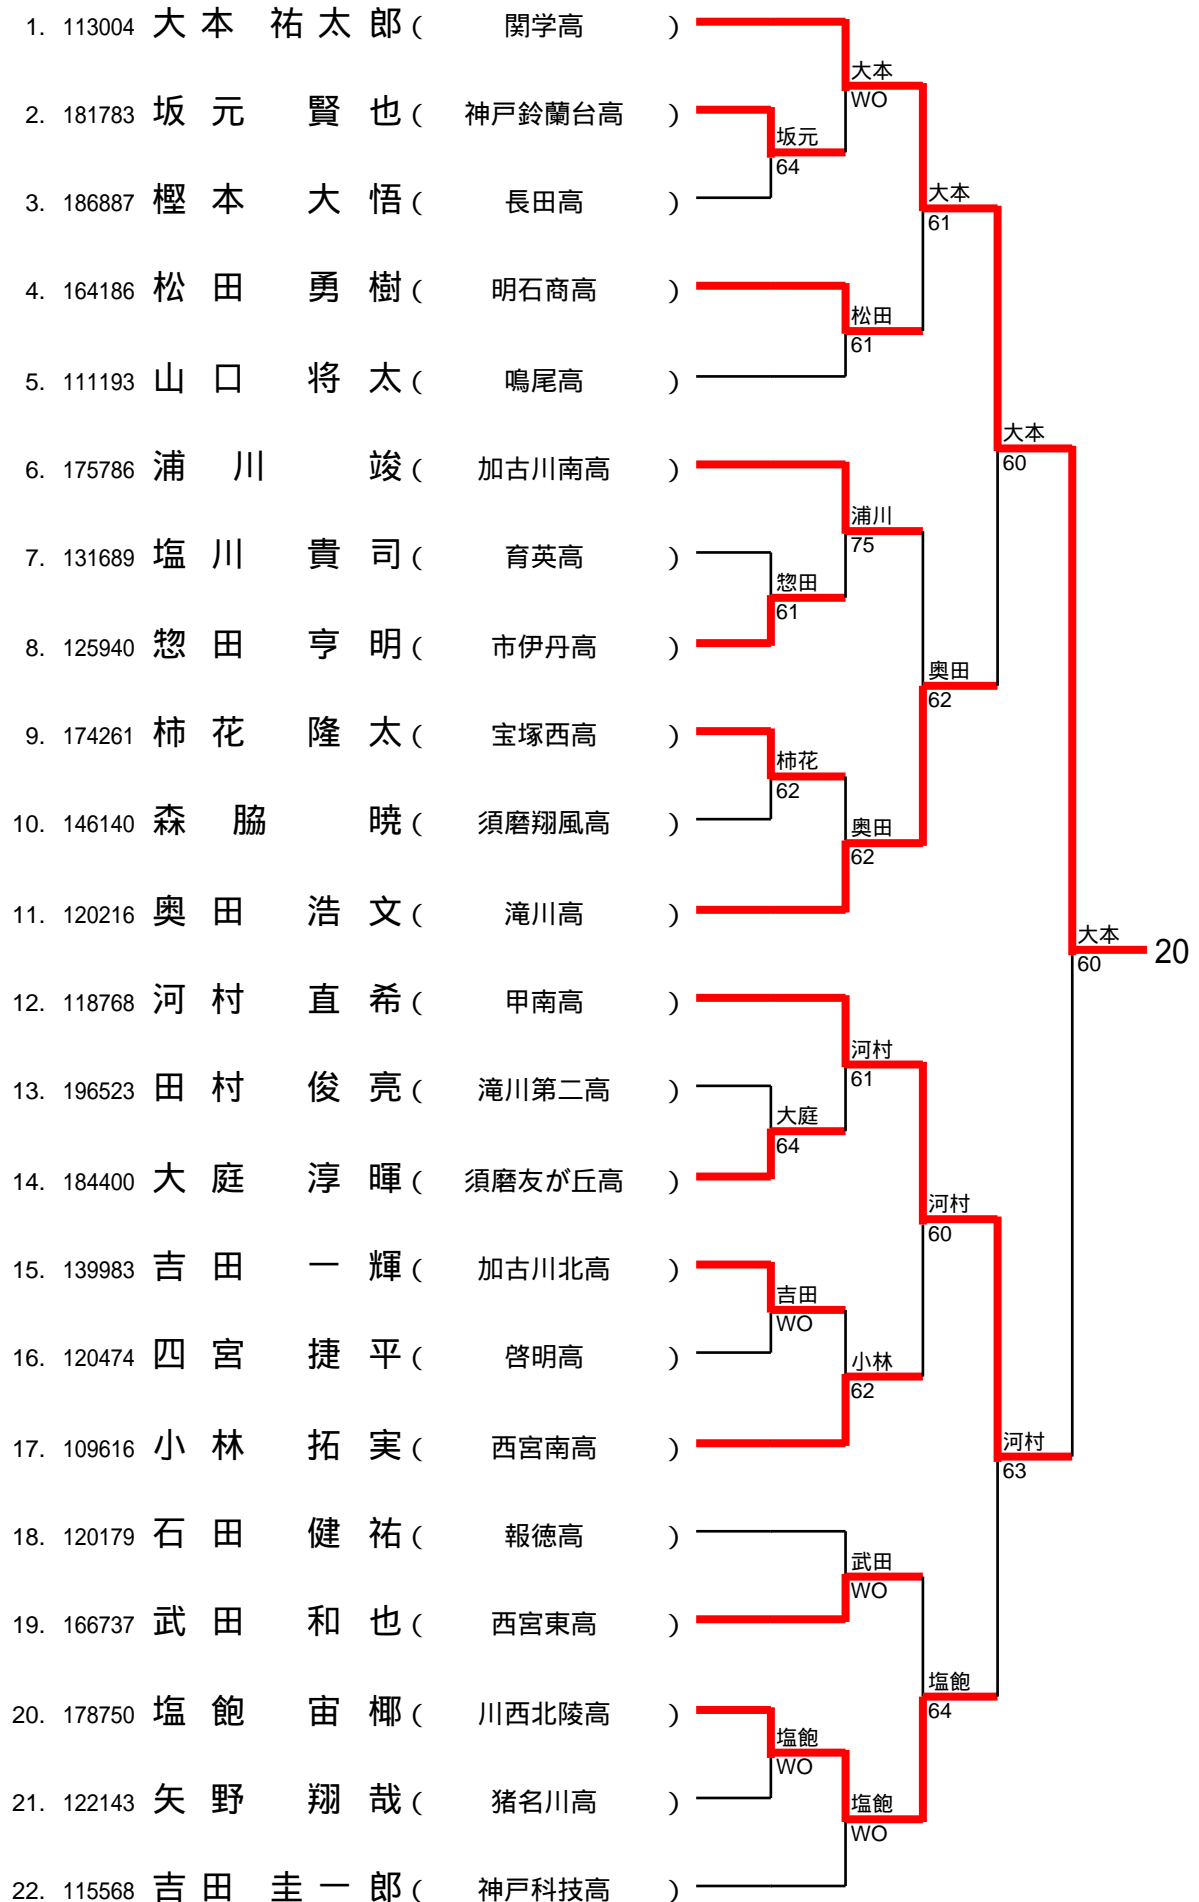 1. 113004 大本 祐太郎 ( 関学高 )
大本
WO
2. 181783 坂元 賢也 ( 神戸鈴蘭台高 )
坂元
64
3. 186887 樫本 大悟 ( 長田高 )
大本
61
4. 164186 松田 勇樹 ( 明石商高 )
松田
61
5. 111193 山口 将太 ( 鳴尾高 )
大本
60
6. 175786 浦川 竣 ( 加古川南高 )
浦川
75
7. 131689 塩川 貴司 ( 育英高 )
惣田
61
8. 125940 惣田 亨明 ( 市伊丹高 )
奥田
62
9. 174261 柿花 隆太 ( 宝塚西高 )
柿花
62
10. 146140 森脇 暁 ( 須磨翔風高 )
奥田
62
11. 120216 奥田 浩文 ( 滝川高 )
大本
60
20
12. 118768 河村 直希 ( 甲南高 )
河村
61
13. 196523 田村 俊亮 ( 滝川第二高 )
大庭
64
14. 184400 大庭 淳暉 ( 須磨友が丘高 )
河村
60
15. 139983 吉田 一輝 ( 加古川北高 )
吉田
WO
16. 120474 四宮 捷平 ( 啓明高 )
小林
62
17. 109616 小林 拓実 ( 西宮南高 )
河村
63
18. 120179 石田 健祐 ( 報徳高 )
武田
WO
19. 166737 武田 和也 ( 西宮東高 )
塩飽
64
20. 178750 塩飽 宙椰 ( 川西北陵高 )
塩飽
WO
21. 122143 矢野 翔哉 ( 猪名川高 )
塩飽
WO
22. 115568 吉田 圭一郎 ( 神戸科技高 )